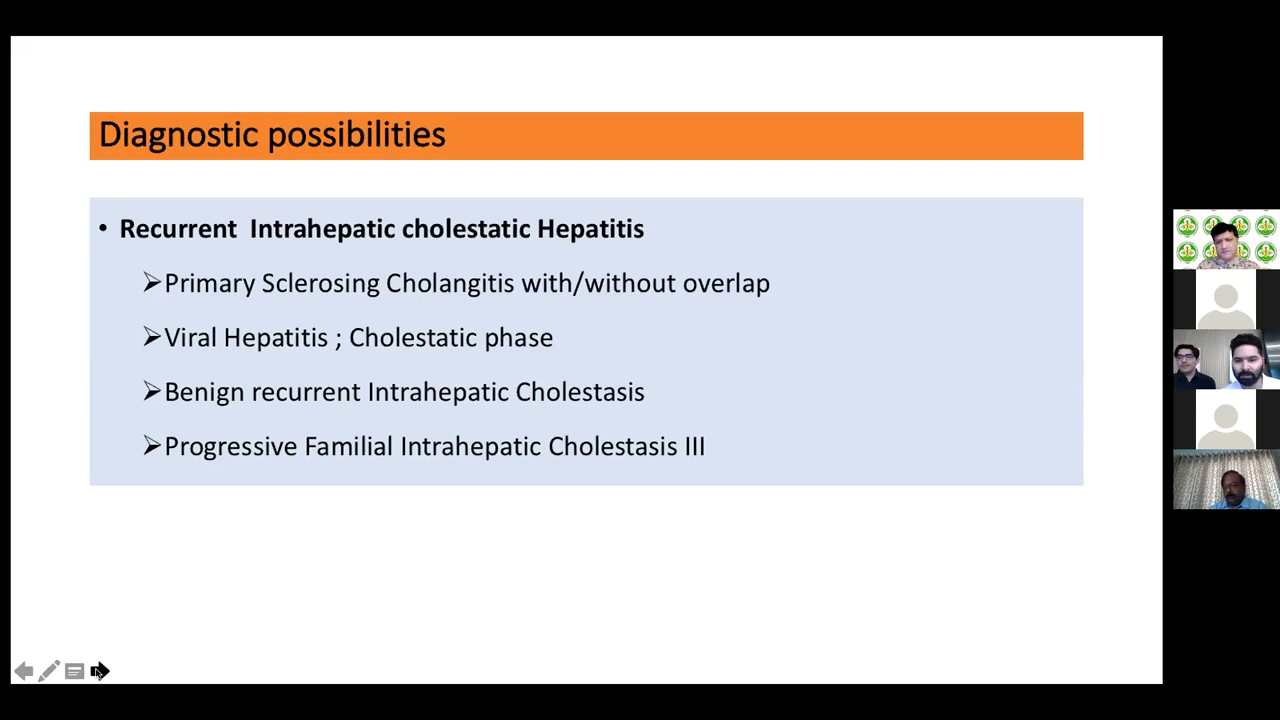 Diagnostic possibilities
• Recurrent Intrahepatic cholestatic Hepatitis
➢Primary Sclerosing Cholangitis with/without overlap
➢Viral Hepatitis ; Cholestatic phase
➢Benign recurrent Intrahepatic Cholestasis
➢Progressive Familial Intrahepatic Cholestasis III